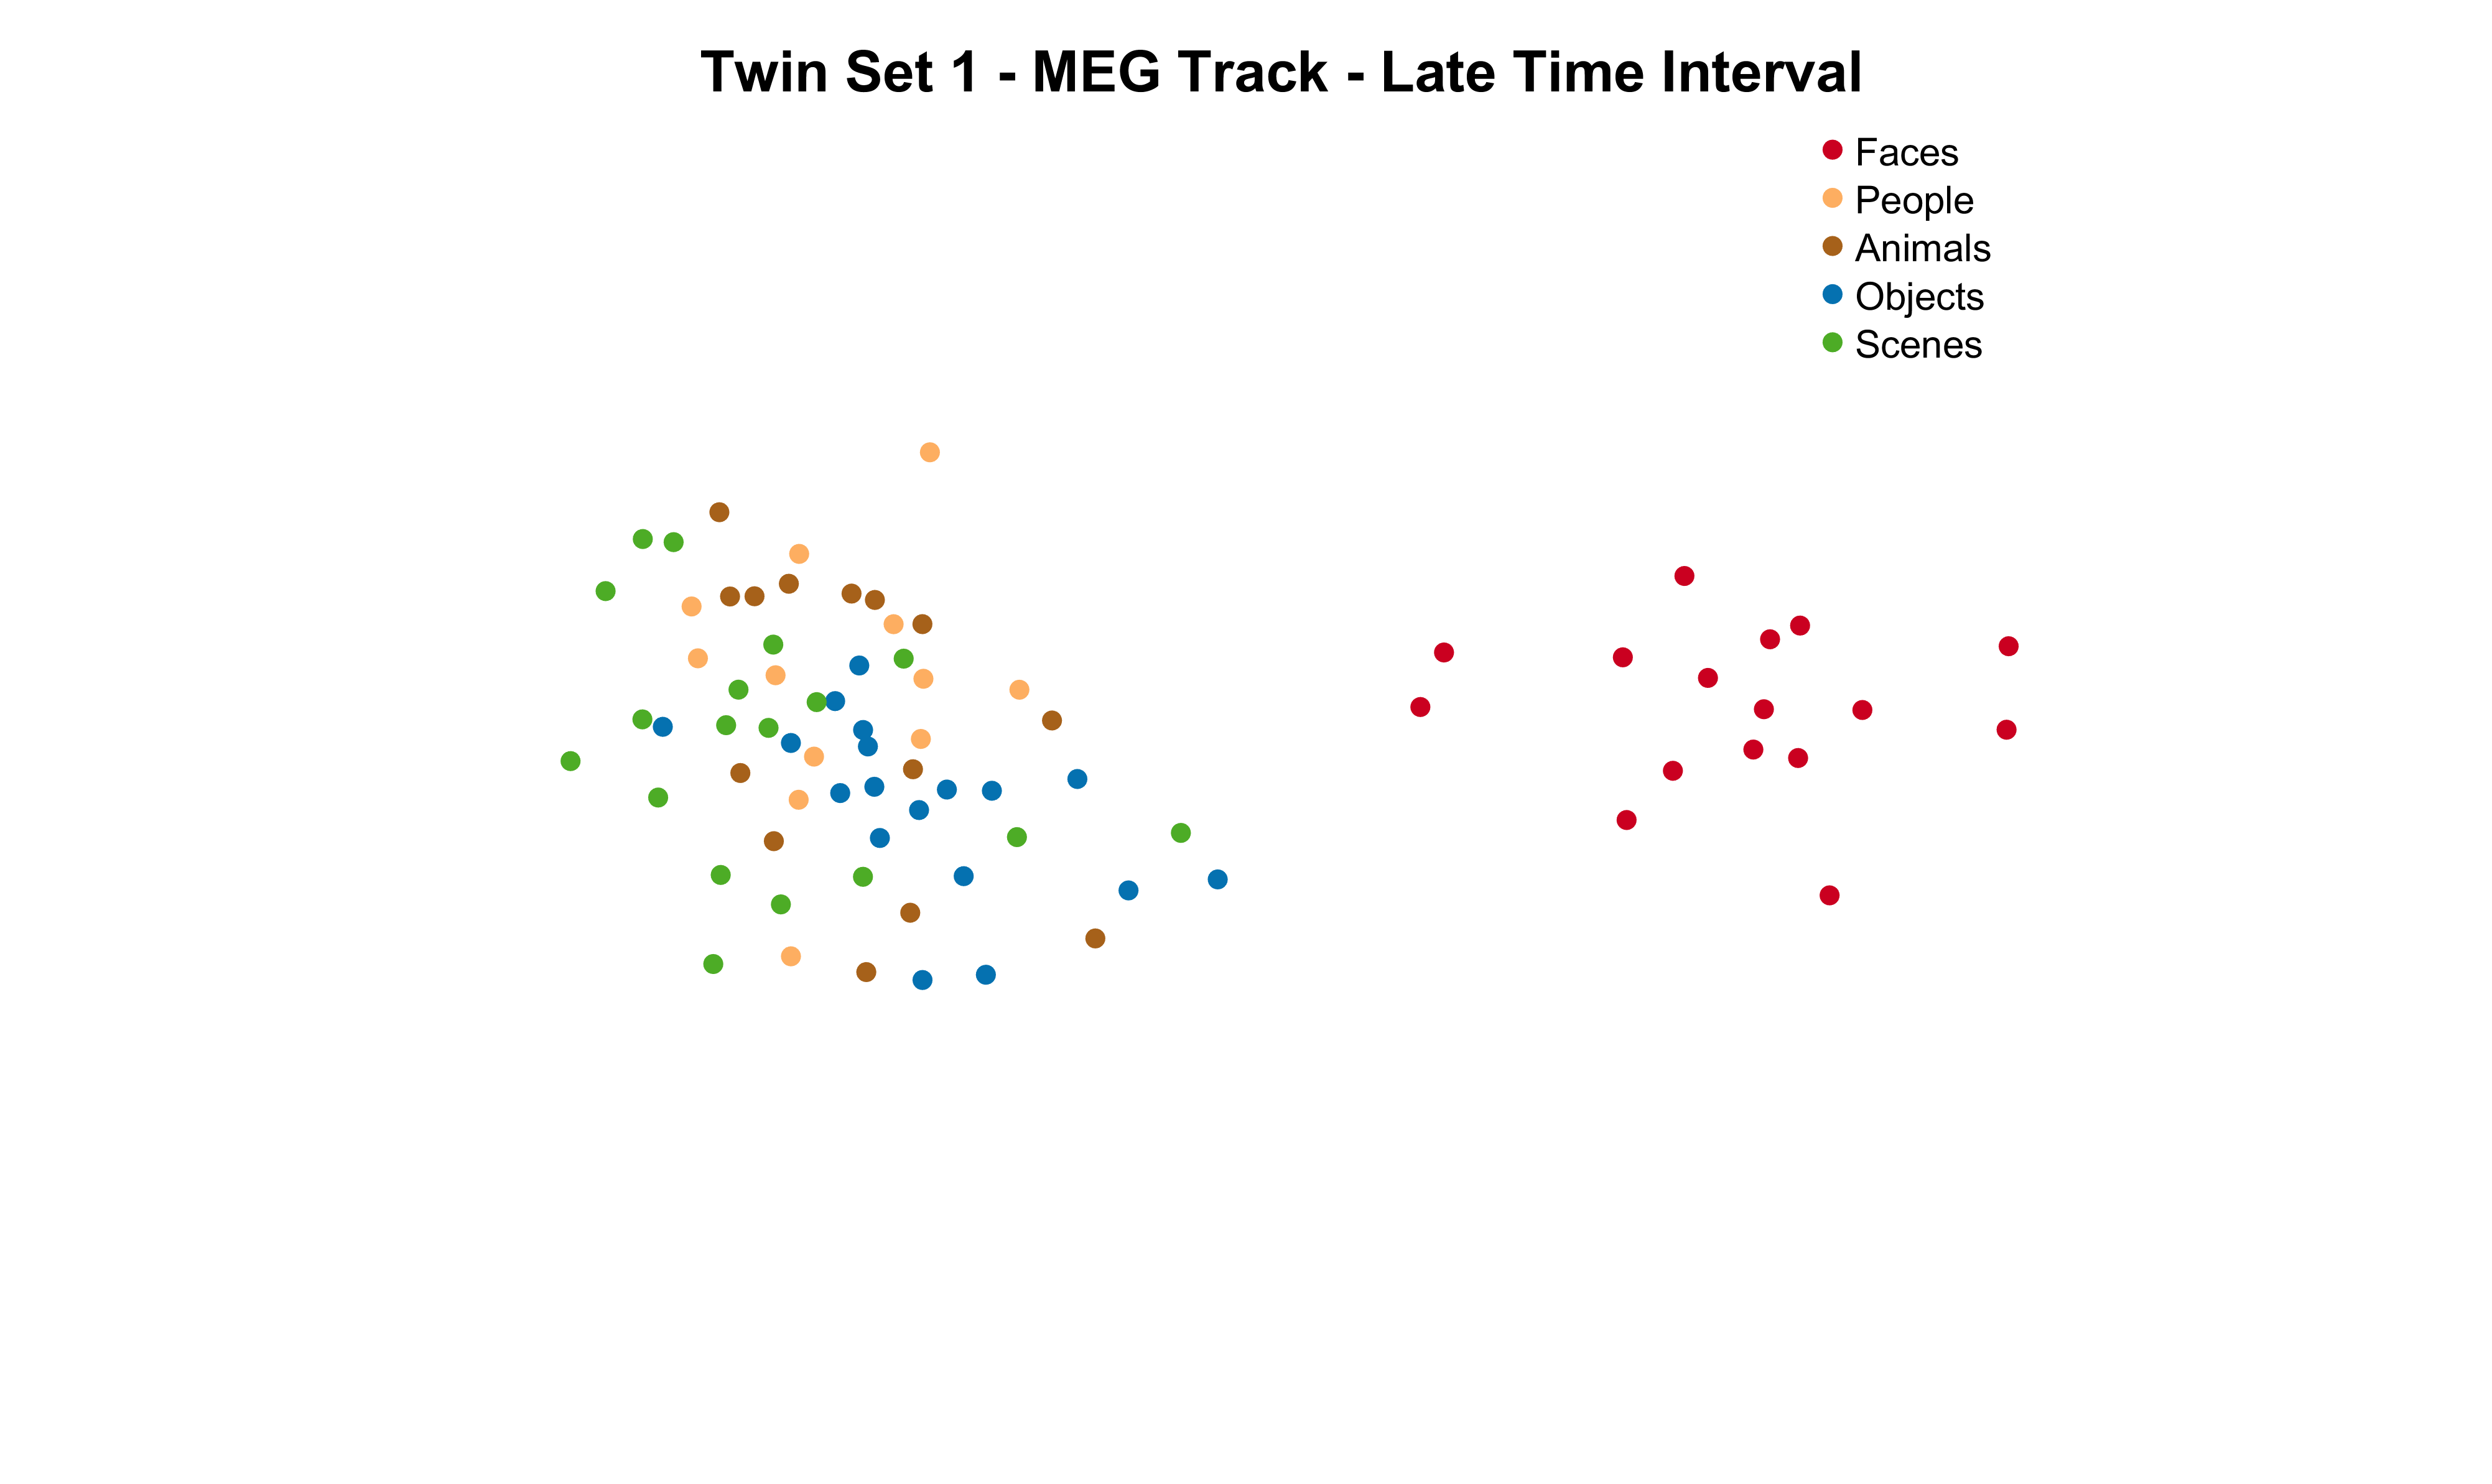 Twin Set 1 - MEG Track - Late Time Interval
Faces
People
Animals
Objects
Scenes